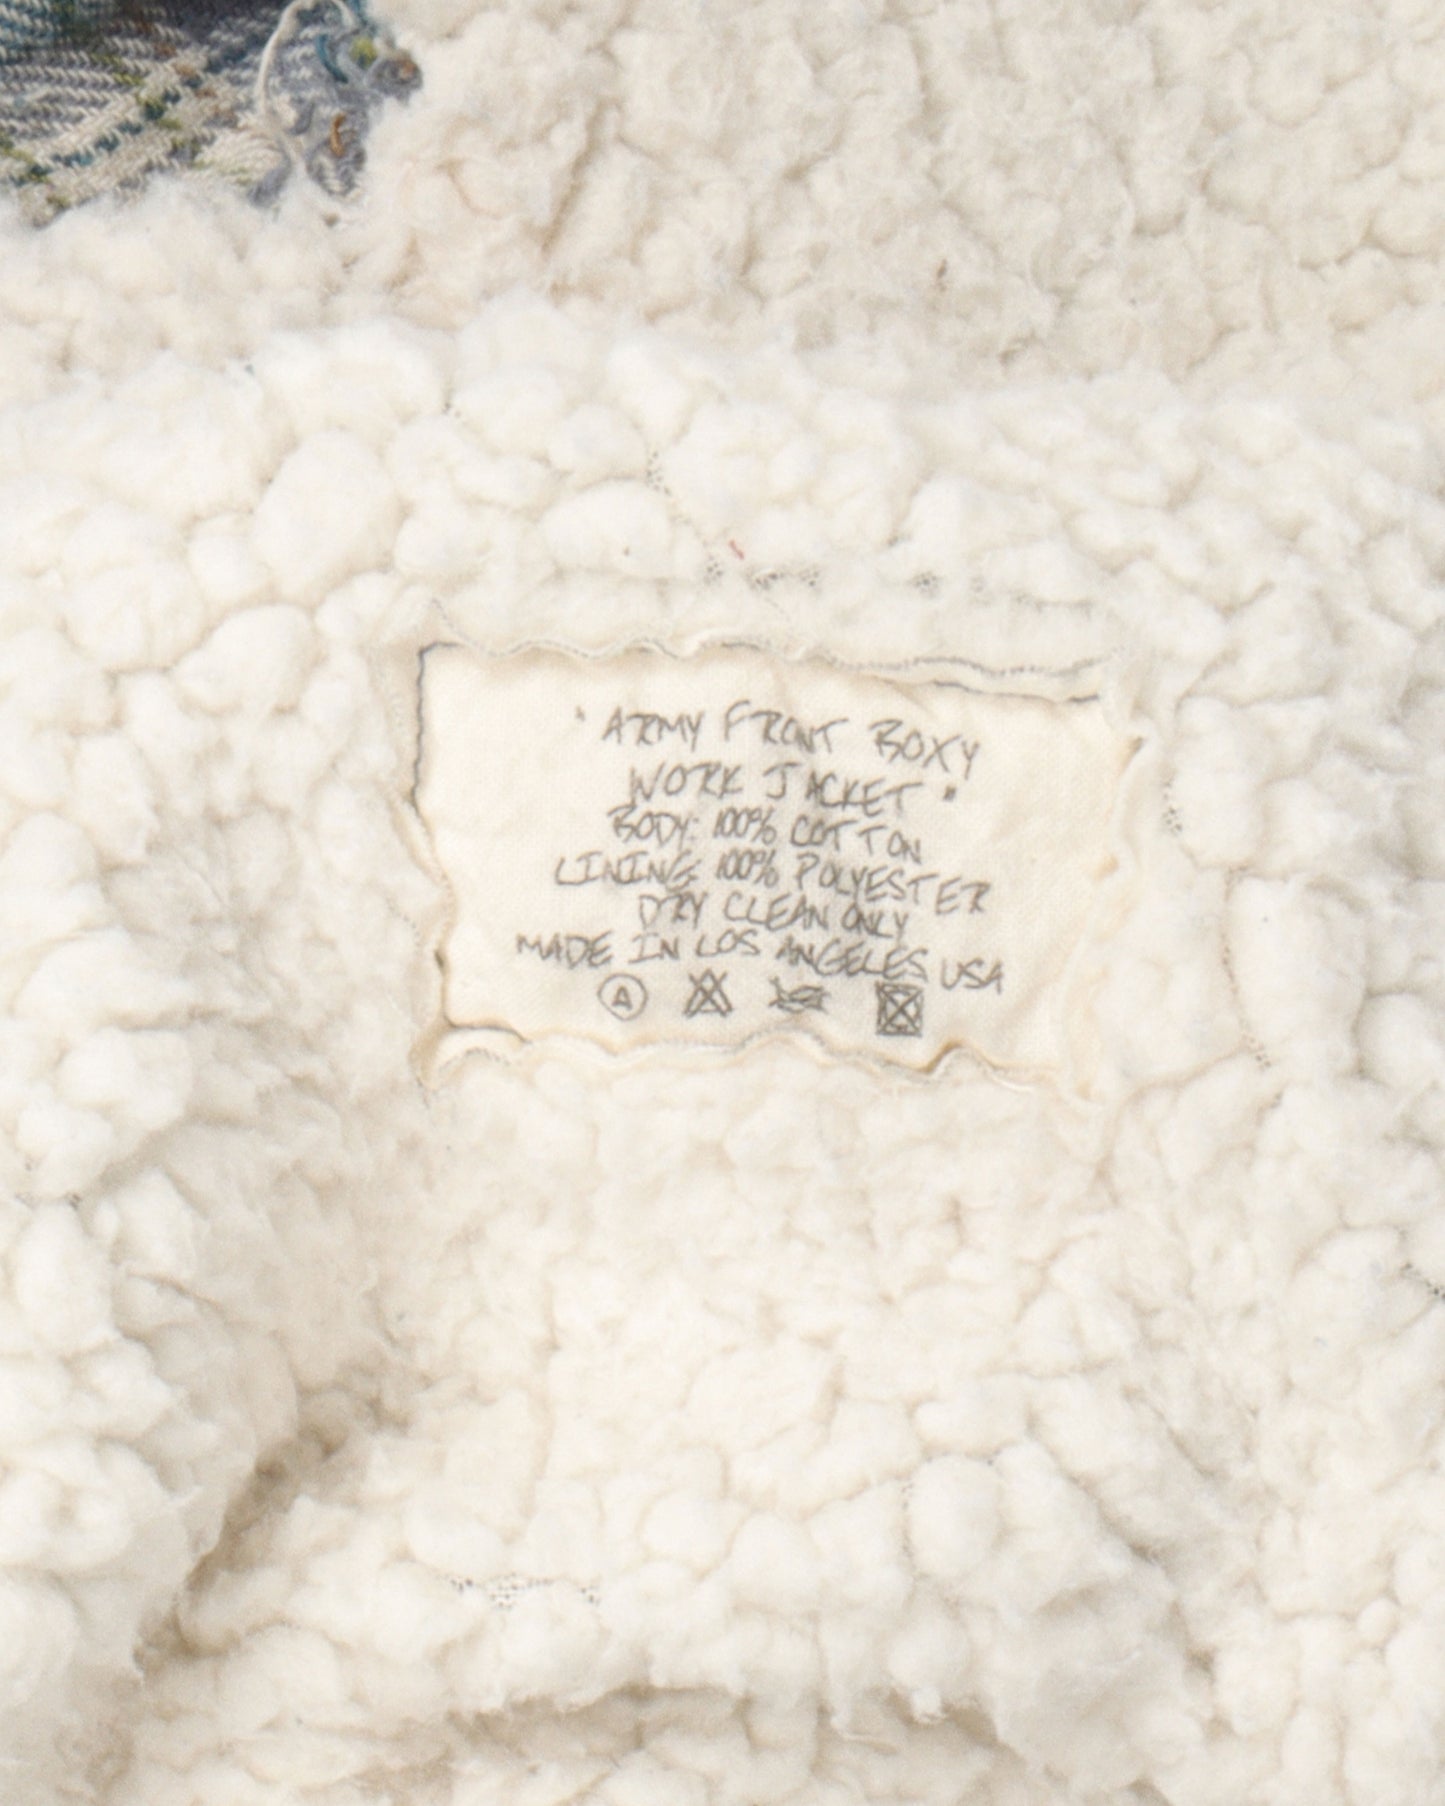 "ARMY FRONT BOXY
WORK JACKET"
BODY: 100% COTTON
LINING: 100% POLYESTER
DRY CLEAN ONLY
MADE IN LOS ANGELES USA
A